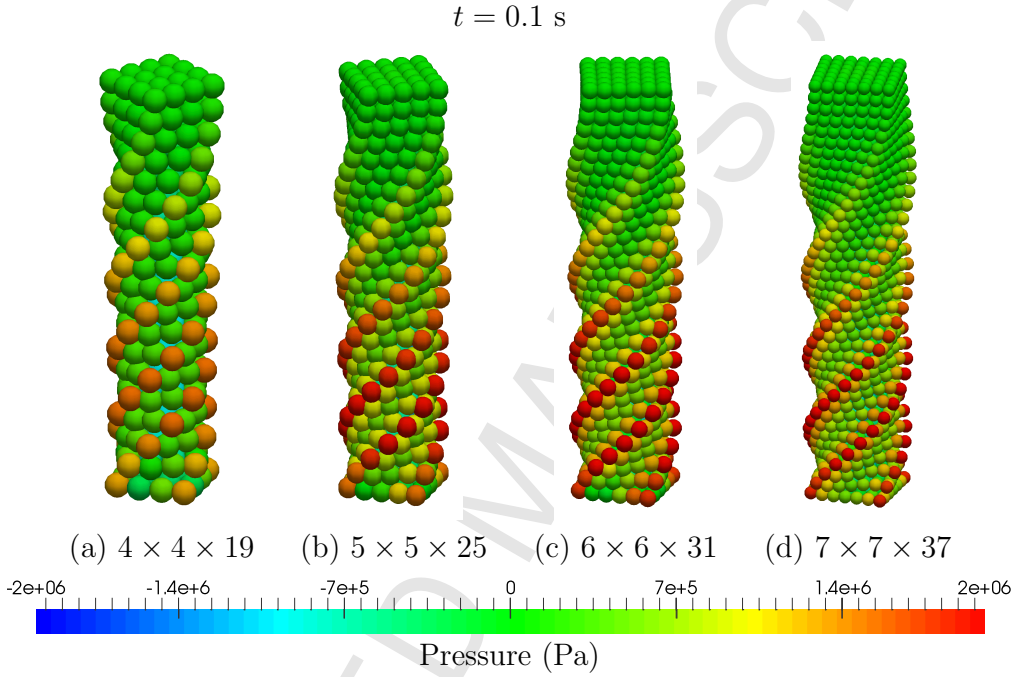 t = 0.1 s
(a) 4 × 4 × 19 (b) 5 × 5 × 25 (c) 6 × 6 × 31 (d) 7 × 7 × 37
-2e+06 -1.4e+6 -7e+5 0 7e+5 1.4e+6 2e+06
Pressure (Pa)